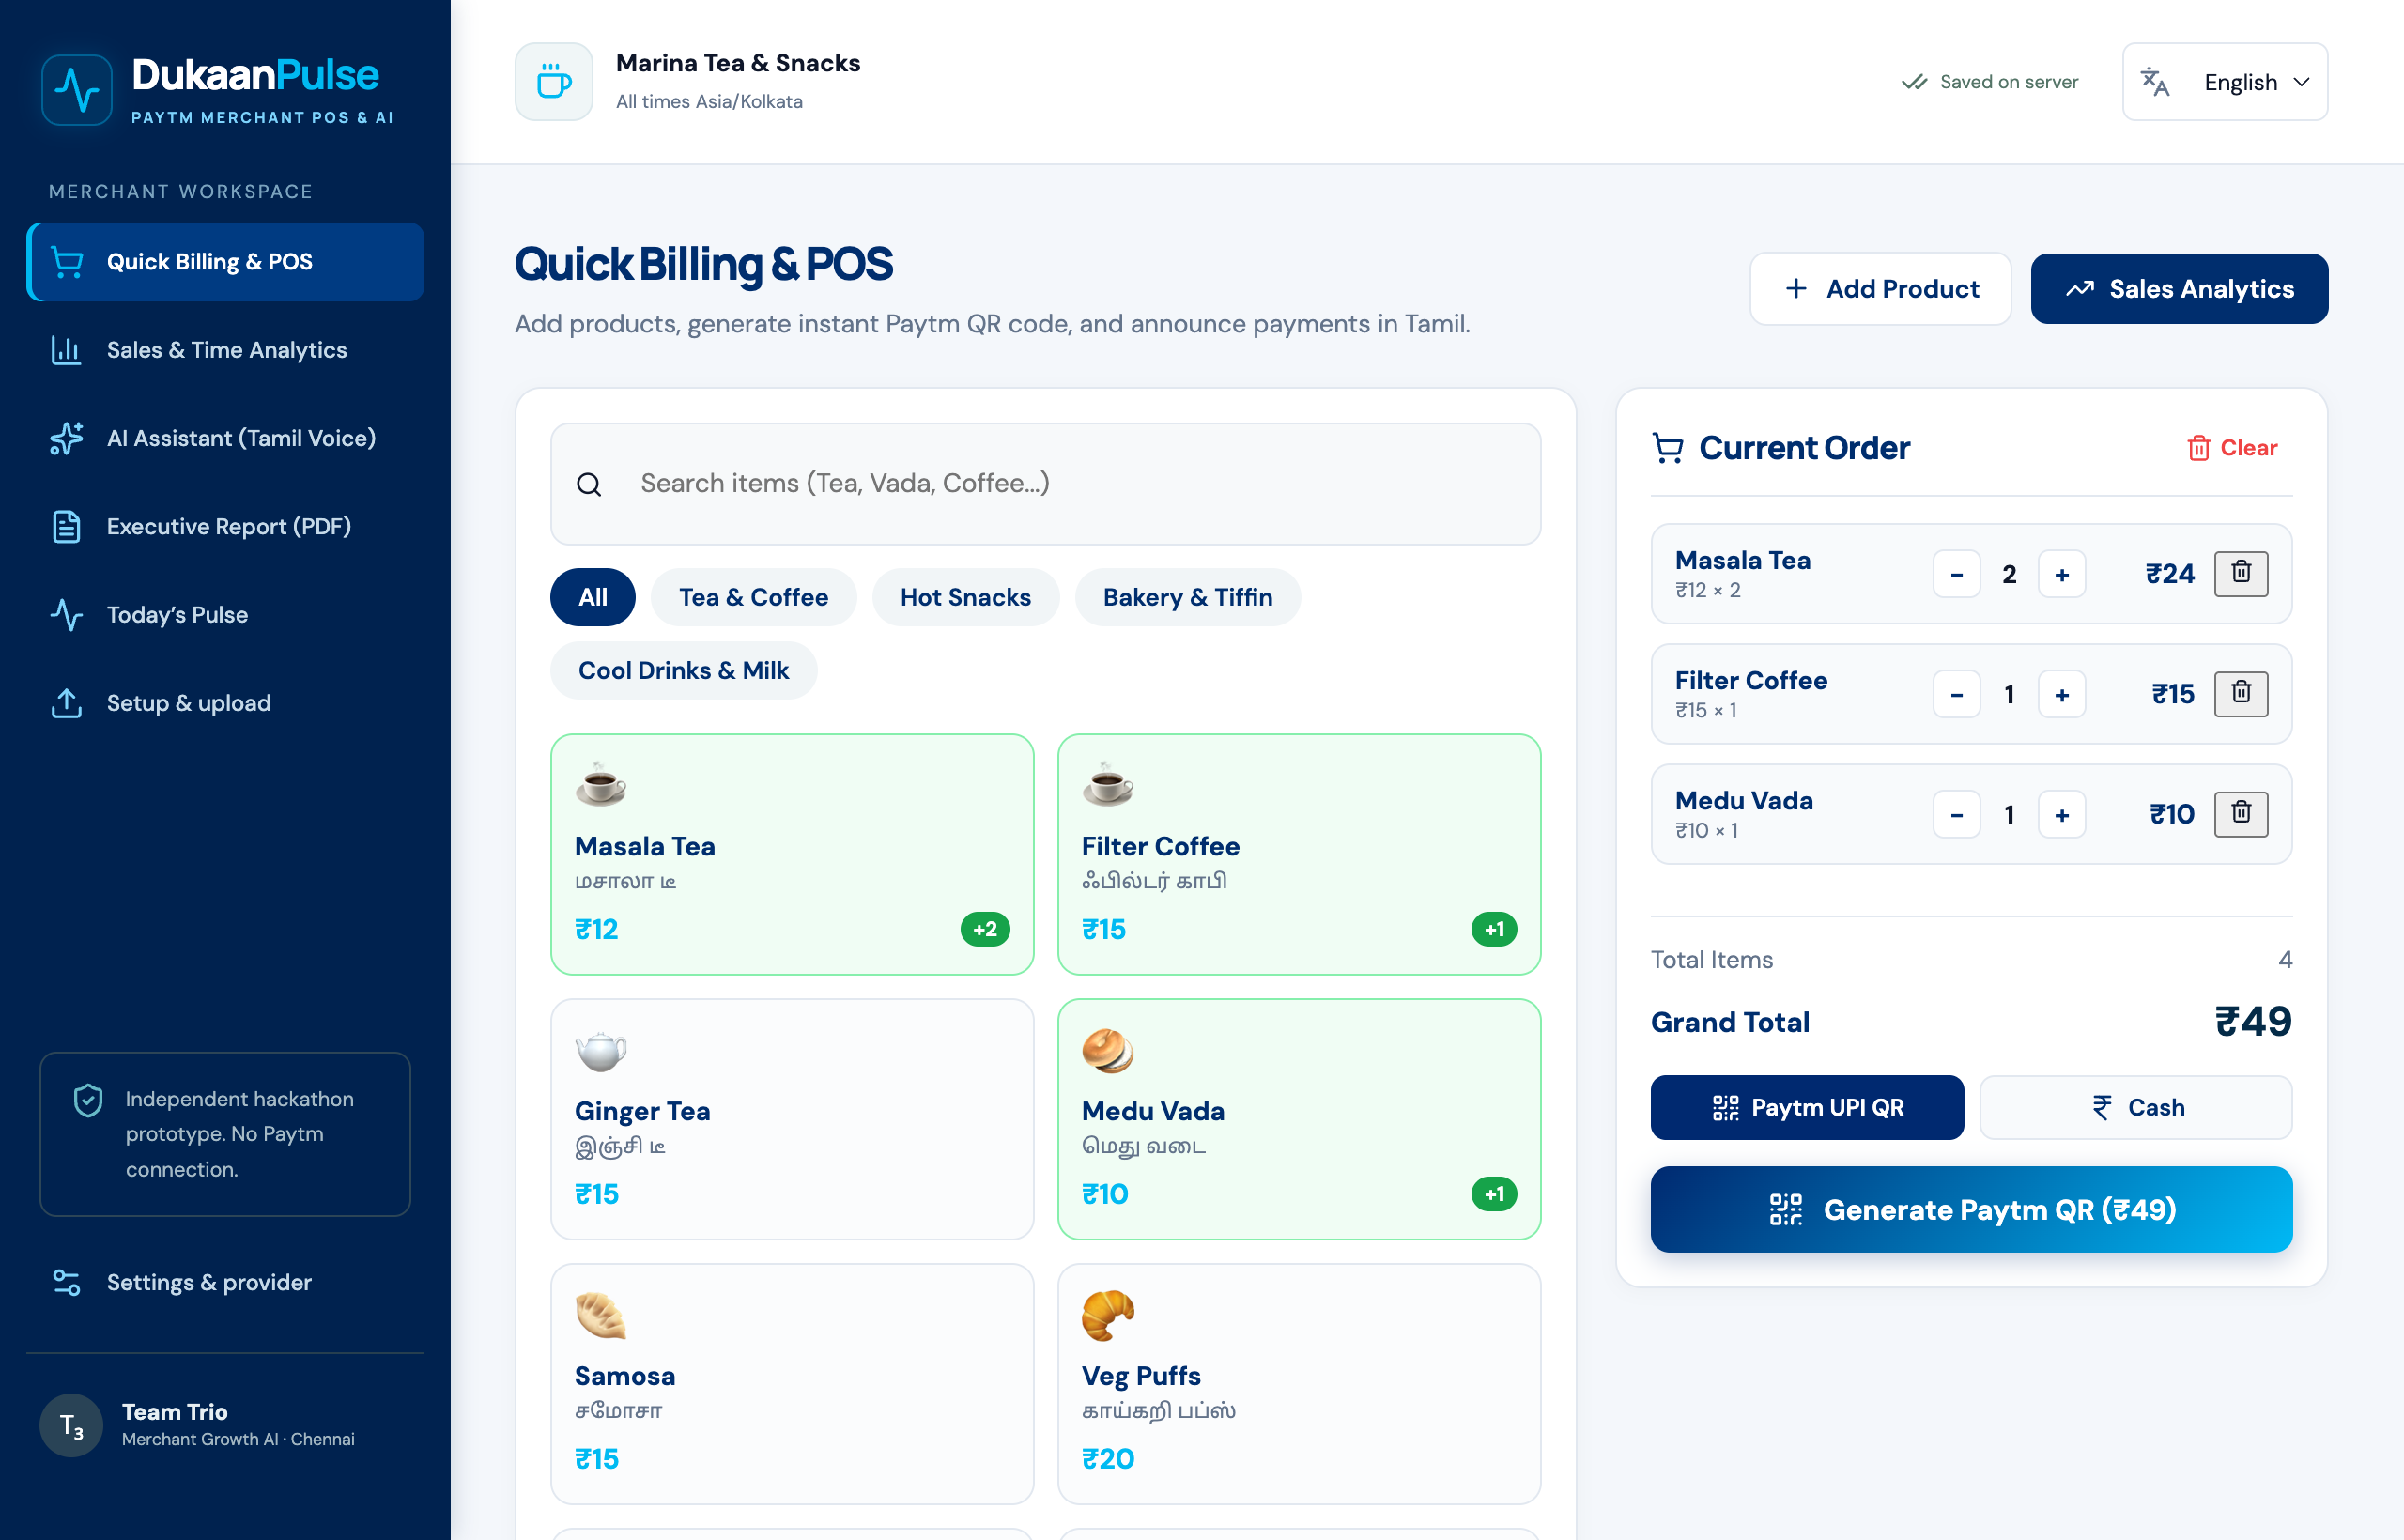 DukaanPulse
PAYTM MERCHANT POS & AI
MERCHANT WORKSPACE
Quick Billing & POS
Sales & Time Analytics
AI Assistant (Tamil Voice)
Executive Report (PDF)
Today’s Pulse
Setup & upload
Independent hackathon
prototype. No Paytm
connection.
Settings & provider
T3
Team Trio
Merchant Growth AI · Chennai
Marina Tea & Snacks
All times Asia/Kolkata
Saved on server
English
Quick Billing & POS
Add products, generate instant Paytm QR code, and announce payments in Tamil.
+ Add Product
Sales Analytics
Search items (Tea, Vada, Coffee...)
All
Tea & Coffee
Hot Snacks
Bakery & Tiffin
Cool Drinks & Milk
Masala Tea
மசாலா டீ
₹12
+2
Filter Coffee
ஃபில்டர் காபி
₹15
+1
Ginger Tea
இஞ்சி டீ
₹15
Medu Vada
மெது வடை
₹10
+1
Samosa
சமோசா
₹15
Veg Puffs
காய்கறி பப்ஸ்
₹20
Current Order
Clear
Masala Tea
₹12 × 2
− 2 +
₹24
Filter Coffee
₹15 × 1
− 1 +
₹15
Medu Vada
₹10 × 1
− 1 +
₹10
Total Items 4
Grand Total ₹49
Paytm UPI QR
₹ Cash
Generate Paytm QR (₹49)